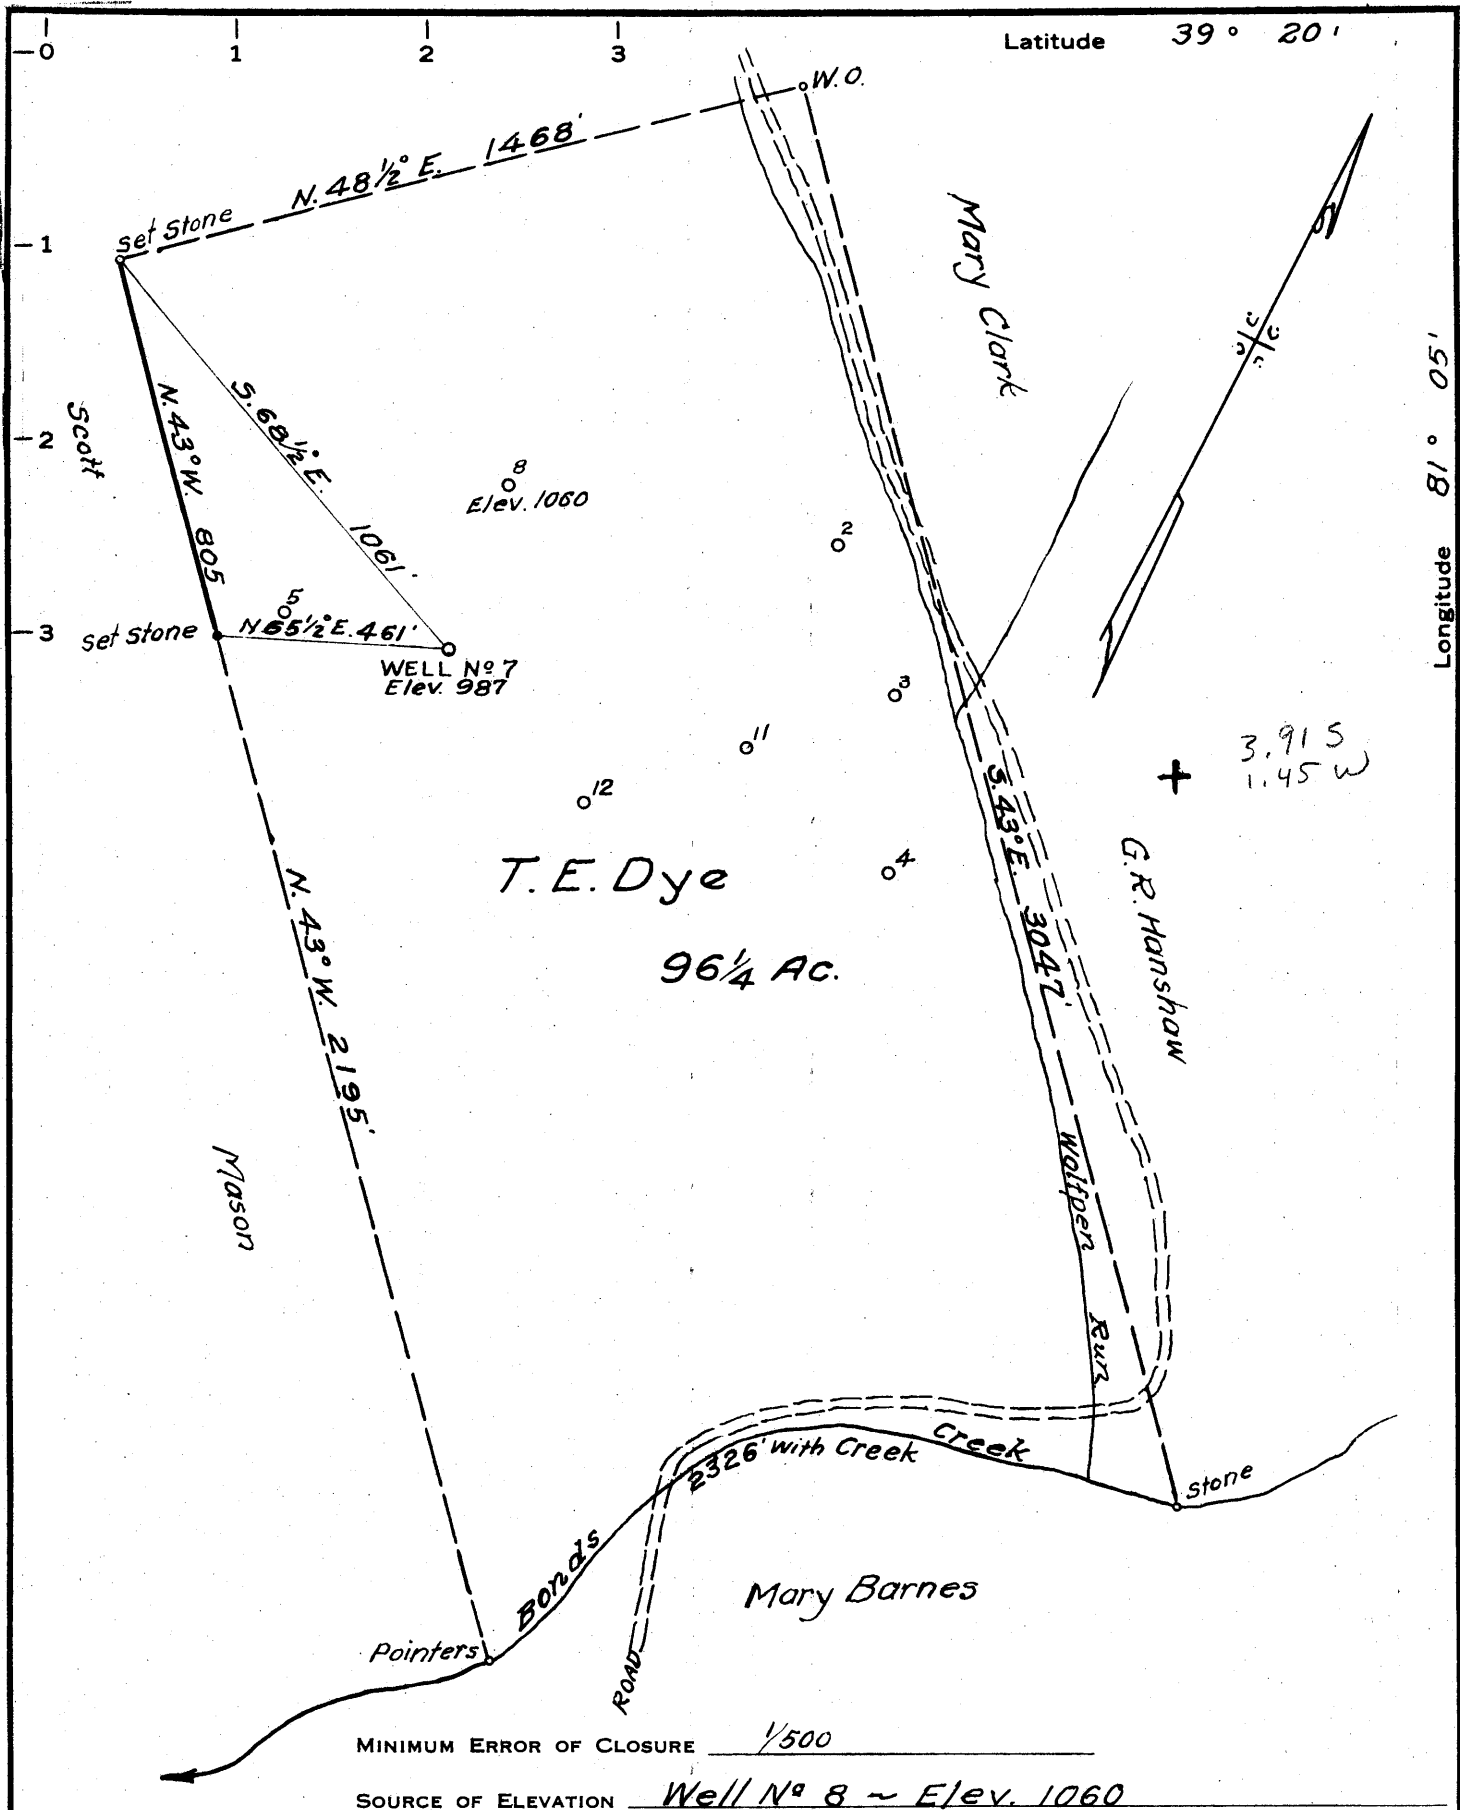 0 1 2 3
Latitude 39° 20'
W.O.
N. 48½° E. 1468'
set stone
1
2
3
Mary Clark
Longitude 81° 05'
Scott
N. 43° W. 805
S. 68½° E. 1061'
8
Elev. 1060
2
5
set stone
N 65½° E. 461'
WELL Nº 7
Elev. 987
3
11
12
3.91 S
1.45 W
S. 43° E. 3047'
4
T. E. Dye
96¼ Ac.
G.R. Hanshaw
N. 43° W. 2195'
Mason
Wolfpen Run
2326' with Creek
Bonds Creek
stone
Mary Barnes
Pointers
ROAD
MINIMUM ERROR OF CLOSURE 1/500
SOURCE OF ELEVATION Well Nº 8 ~ Elev. 1060